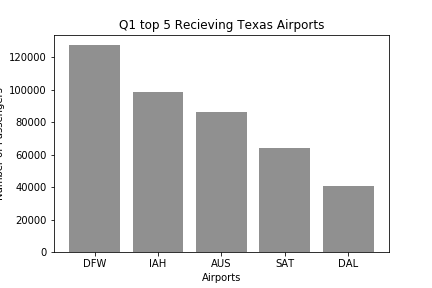 Q1 top 5 Recieving Texas Airports
120000
100000
80000
60000
40000
20000
0
DFW IAH AUS SAT DAL
Airports
Number of Passengers